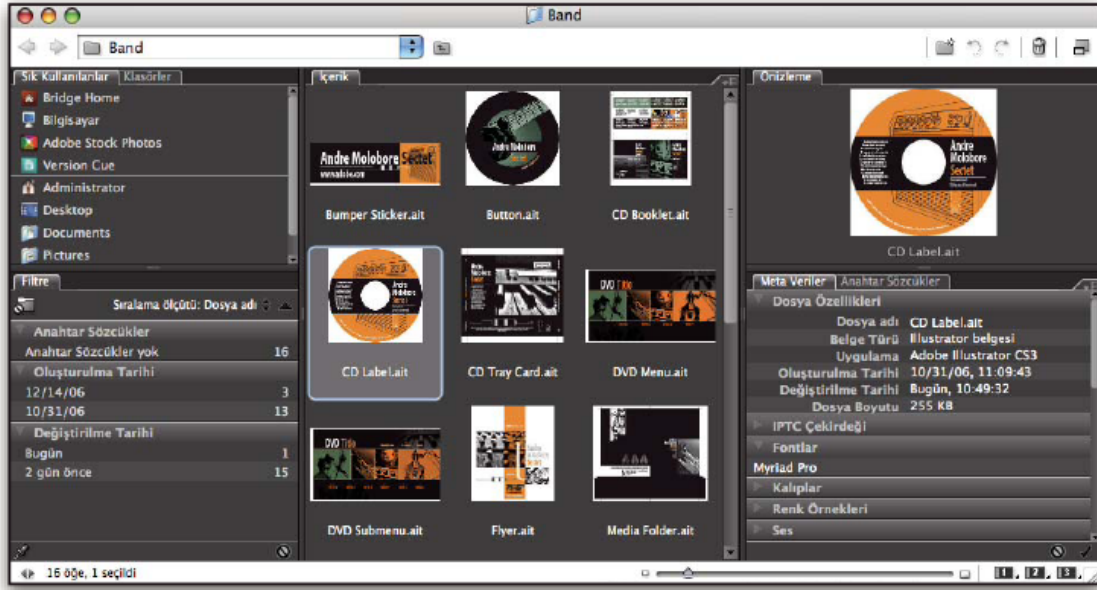 Band
Band
Sık Kullanılanlar Klasörler
Bridge Home
Bilgisayar
Adobe Stock Photos
Version Cue
Administrator
Desktop
Documents
Pictures
Filtre
Sıralama ölçütü: Dosya adı
Anahtar Sözcükler
Anahtar Sözcükler yok 16
Oluşturulma Tarihi
12/14/06 3
10/31/06 13
Değiştirilme Tarihi
Bugün 1
2 gün önce 15
İçerik
Andre Molobore Sectet
Andre Molobore
Bumper Sticker.ait Button.ait CD Booklet.ait
Andre
Molobore
Sectet
DVD Title
CD Label.ait CD Tray Card.ait DVD Menu.ait
DVD Title
DVD Submenu.ait Flyer.ait Media Folder.ait
Önizleme
Andre
Molobore
Sectet
CD Label.ait
Meta Veriler Anahtar Sözcükler
Dosya Özellikleri
Dosya adı CD Label.ait
Belge Türü Illustrator belgesi
Uygulama Adobe Illustrator CS3
Oluşturulma Tarihi 10/31/06, 11:09:43
Değiştirilme Tarihi Bugün, 10:49:32
Dosya Boyutu 255 KB
IPTC Çekirdeği
Fontlar
Myriad Pro
Kalıplar
Renk Örnekleri
Ses
16 öğe, 1 seçildi
1 2 3